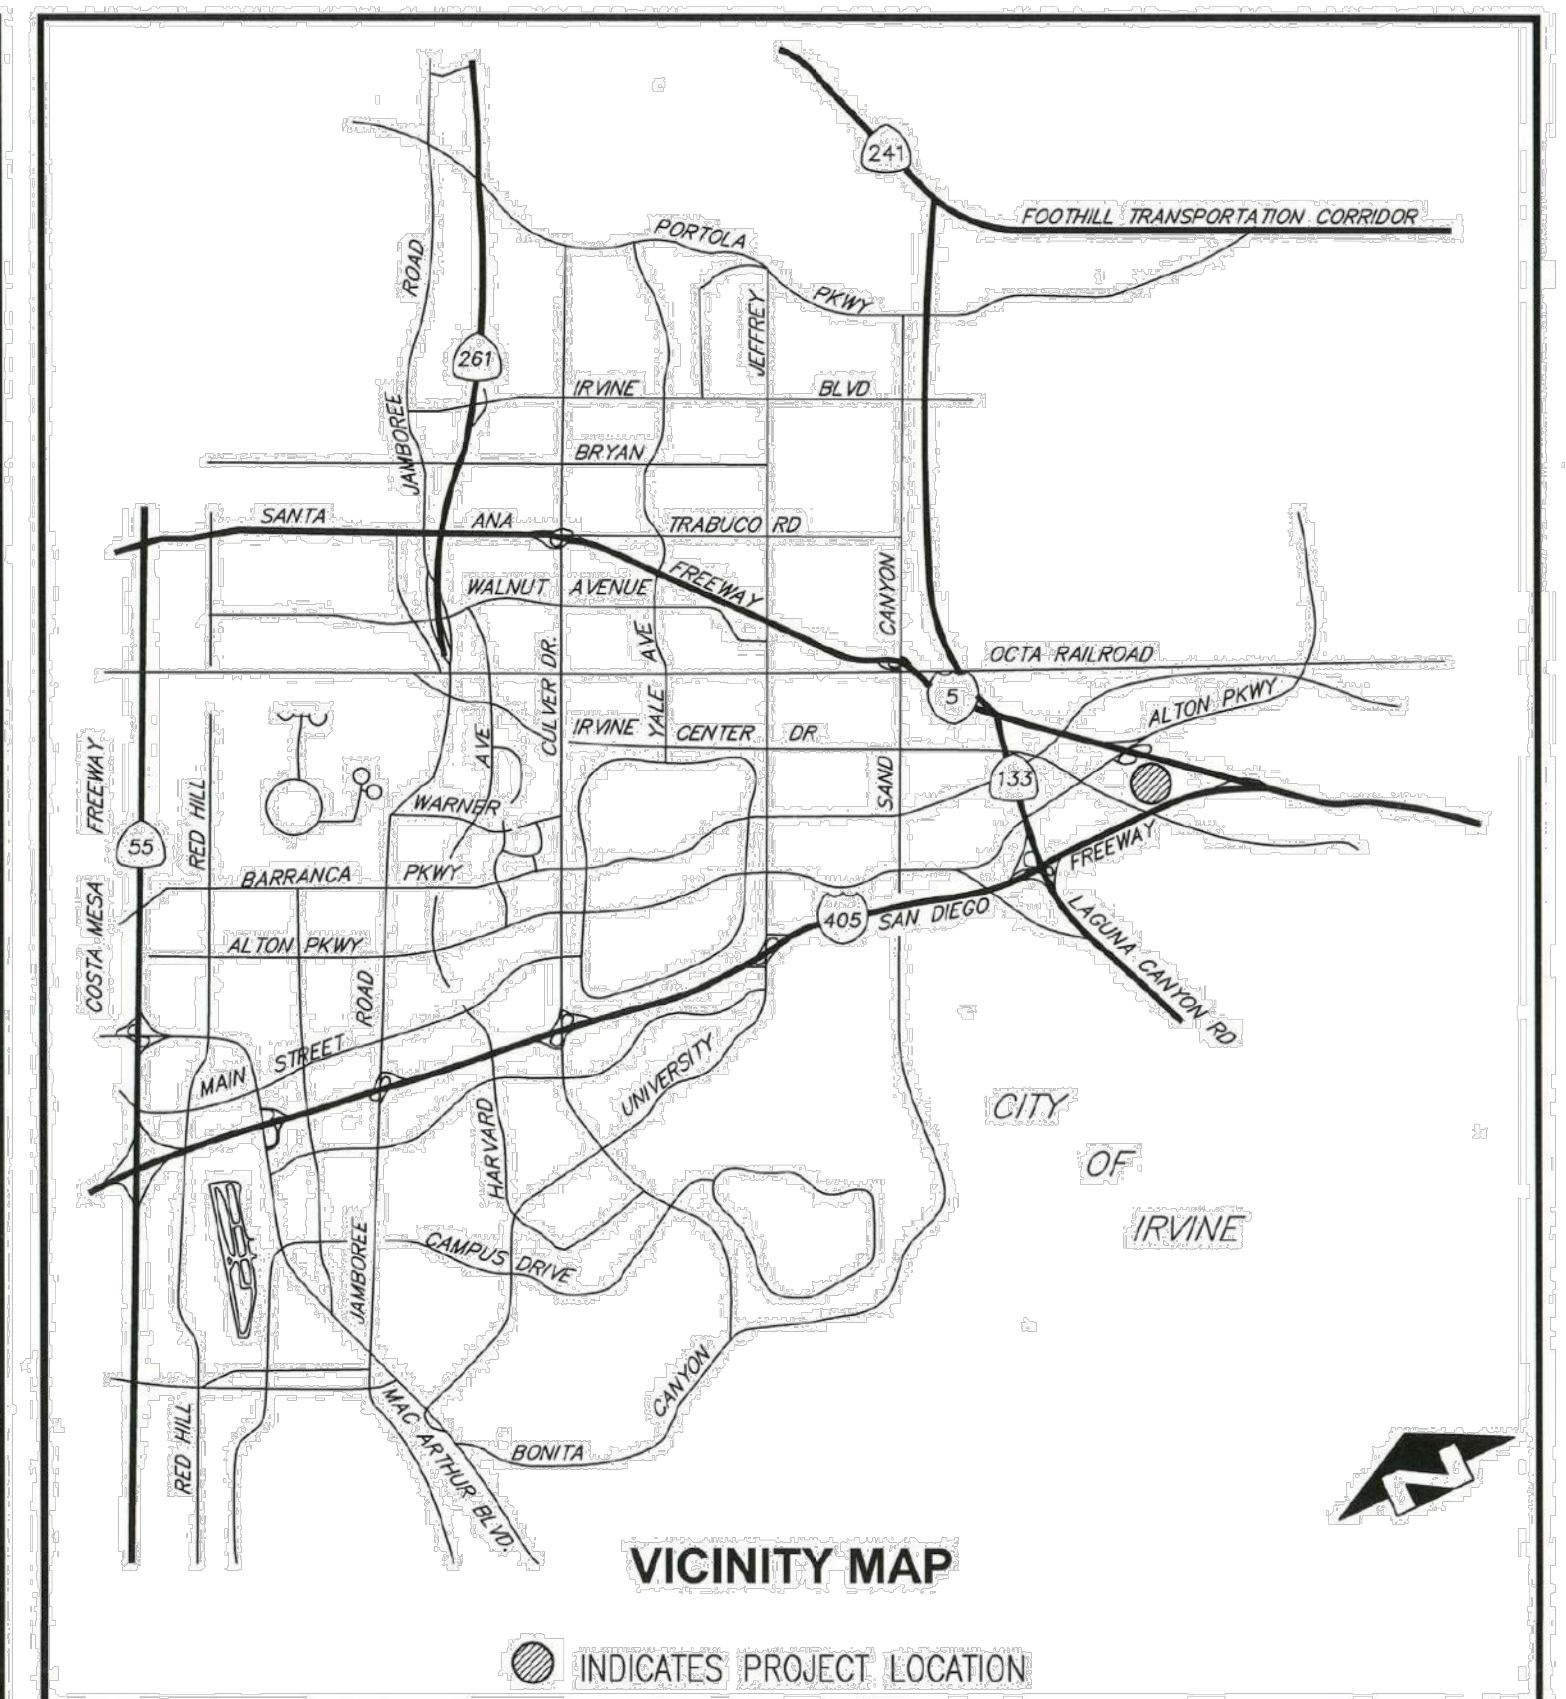 241
FOOTHILL TRANSPORTATION CORRIDOR
PORTOLA
PKWY
ROAD
JEFFREY
261
IRVINE BLVD
JAMBOREE
BRYAN
SANTA ANA
TRABUCO RD
FREEWAY
CANYON
WALNUT AVENUE
YALE AVE
CULVER DR.
OCTA RAILROAD
5
ALTON PKWY
IRVINE CENTER DR
AVE
SAND
133
FREEWAY
RED HILL
WARNER
55
FREEWAY
BARRANCA PKWY
COSTA MESA
405
SAN DIEGO
LAGUNA CANYON RD
ALTON PKWY
ROAD
MAIN STREET
UNIVERSITY
HARVARD
CITY
OF
IRVINE
JAMBOREE
CAMPUS DRIVE
CANYON
RED HILL
MAC ARTHUR BLVD.
BONITA
N
VICINITY MAP
INDICATES PROJECT LOCATION